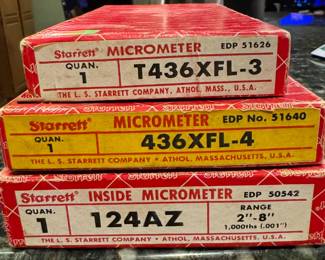 Starrett MICROMETER EDP 51626
QUAN.
1
T436XFL-3
THE L. S. STARRETT COMPANY, ATHOL, MASS., U.S.A.
Starrett MICROMETER EDP No. 51640
QUAN.
1
436XFL-4
THE L. S. STARRETT COMPANY • ATHOL, MASSACHUSETTS, U.S.A.
Starrett INSIDE MICROMETER EDP 50542
QUAN.
1
124AZ
RANGE
2"-8"
1,000ths (.001")
THE L. S. STARRETT COMPANY • ATHOL, MASSACHUSETTS, U.S.A.